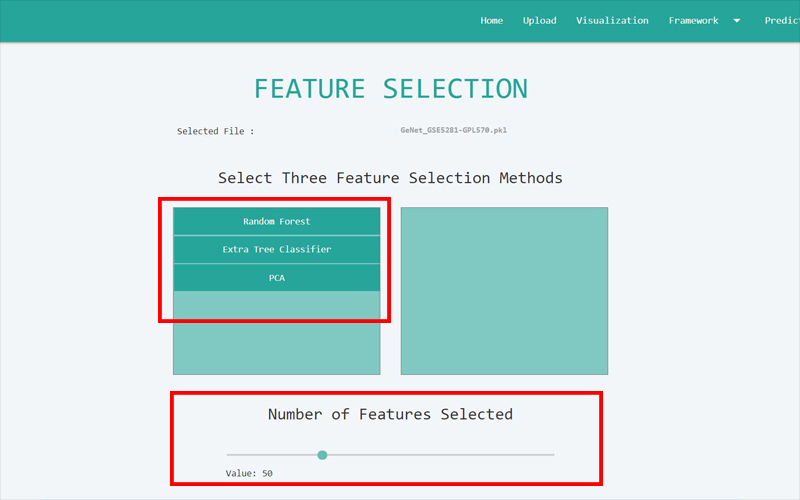 Home Upload Visualization Framework Predict
FEATURE SELECTION
Selected File : GeNet_GSE5281-GPL570.pkl
Select Three Feature Selection Methods
Random Forest
Extra Tree Classifier
PCA
Number of Features Selected
Value: 50